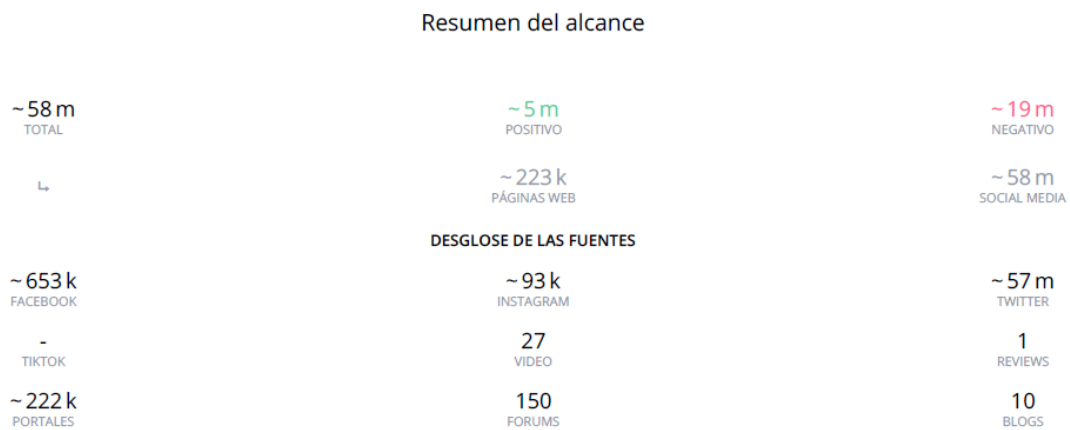 Resumen del alcance
~ 58 m ~ 5 m ~ 19 m
TOTAL POSITIVO NEGATIVO
~ 223 k ~ 58 m
PÁGINAS WEB SOCIAL MEDIA
DESGLOSE DE LAS FUENTES
~ 653 k ~ 93 k ~ 57 m
FACEBOOK INSTAGRAM TWITTER
- 27 1
TIKTOK VIDEO REVIEWS
~ 222 k 150 10
PORTALES FORUMS BLOGS